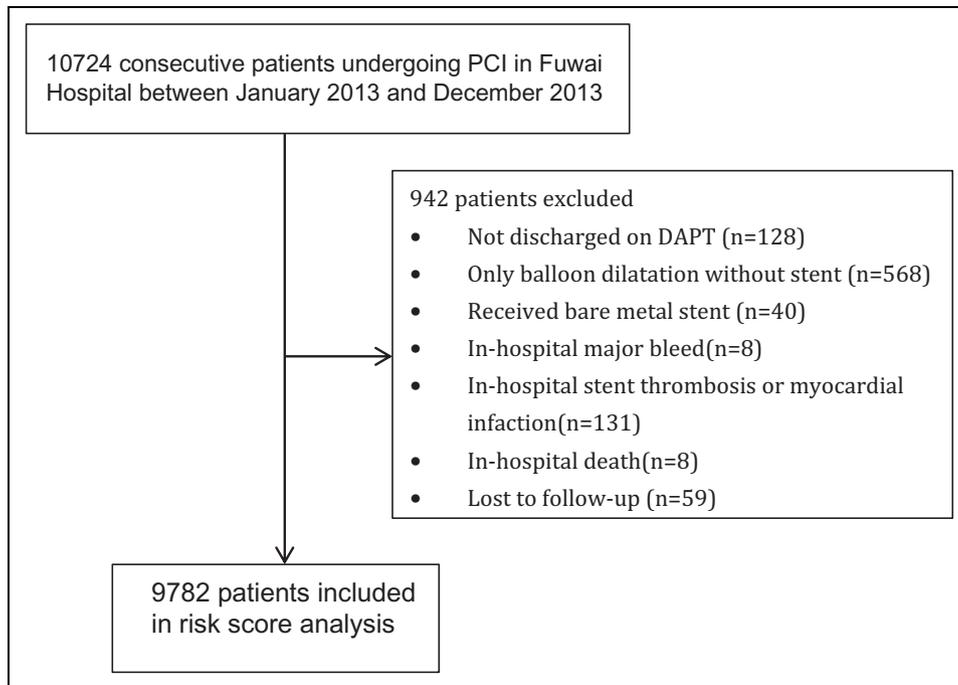 10724 consecutive patients undergoing PCI in Fuwai
Hospital between January 2013 and December 2013
942 patients excluded
• Not discharged on DAPT (n=128)
• Only balloon dilatation without stent (n=568)
• Received bare metal stent (n=40)
• In-hospital major bleed(n=8)
• In-hospital stent thrombosis or myocardial
infaction(n=131)
• In-hospital death(n=8)
• Lost to follow-up (n=59)
9782 patients included
in risk score analysis